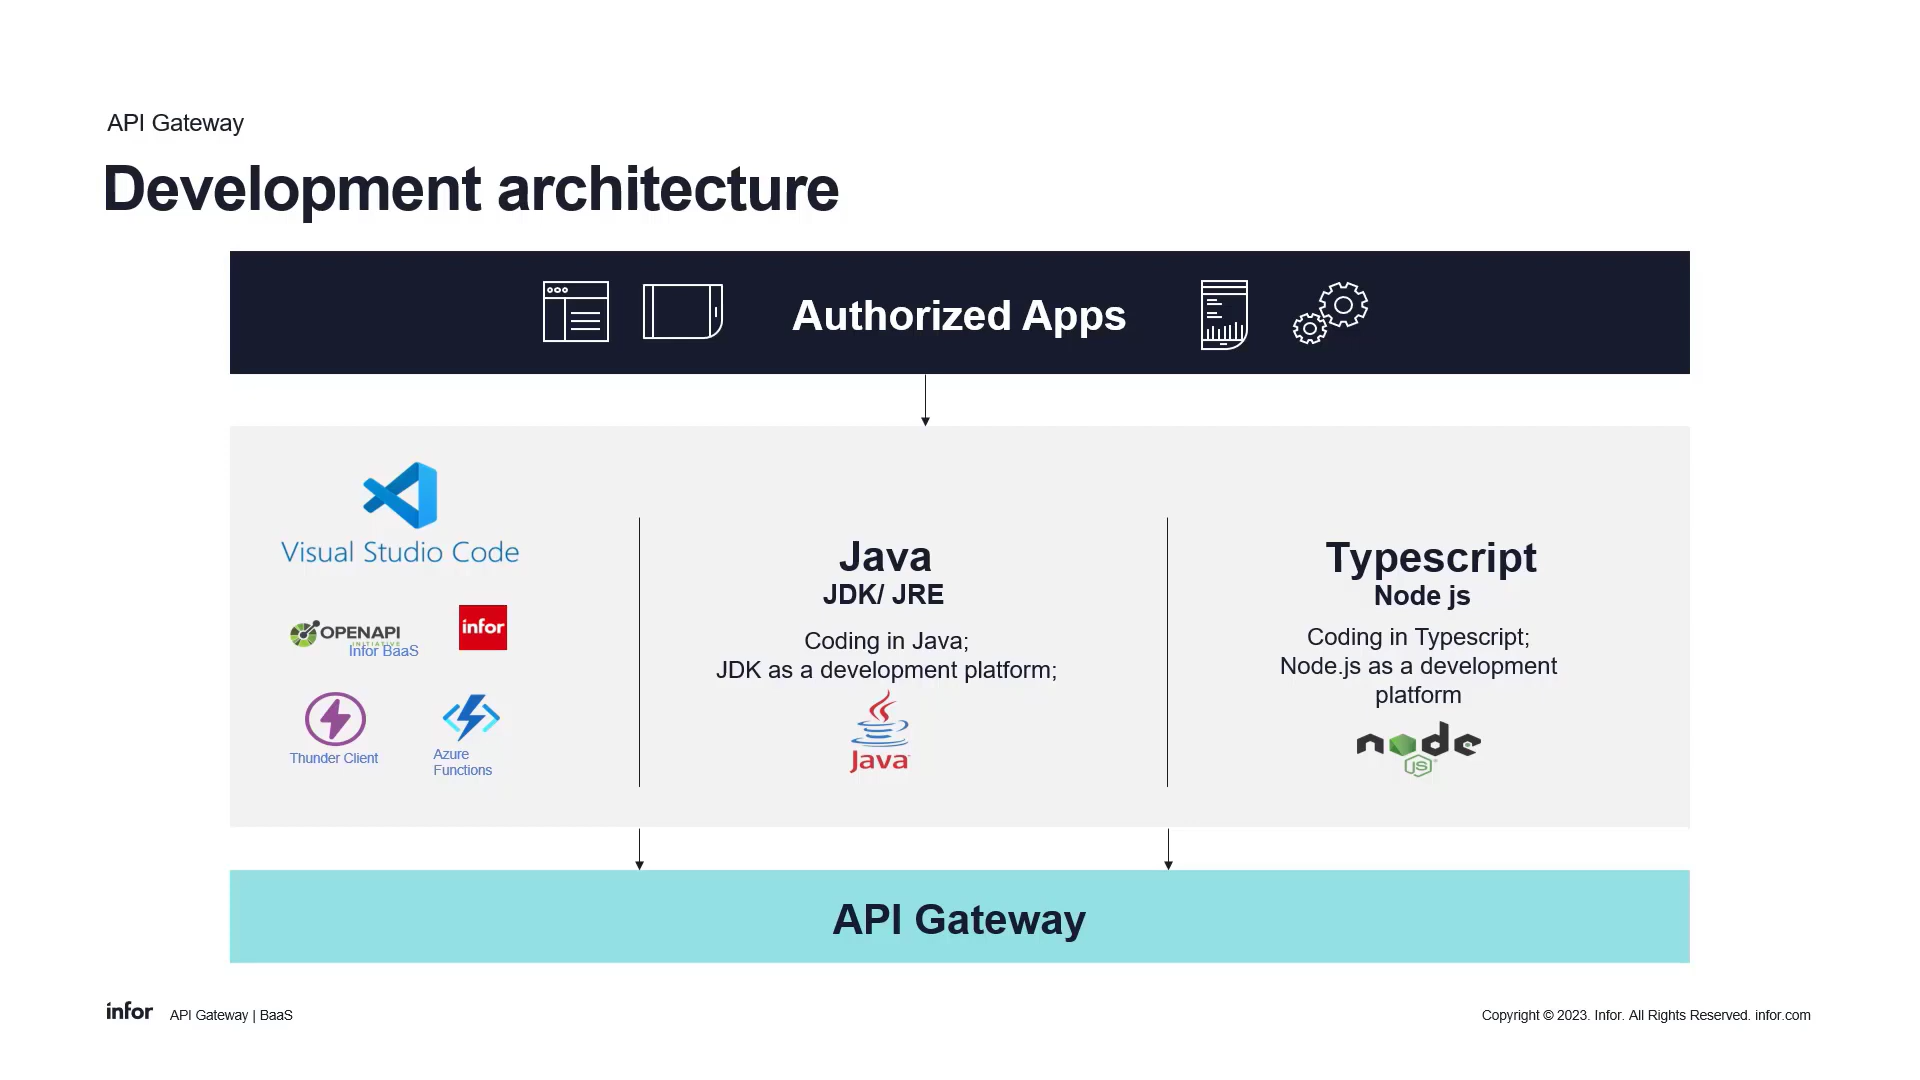 API Gateway
Development architecture
Authorized Apps
Visual Studio Code
OPENAPI
INITIATIVE
Infor BaaS
infor
Thunder Client
Azure
Functions
Java
JDK/ JRE
Coding in Java;
JDK as a development platform;
Java
Typescript
Node js
Coding in Typescript;
Node.js as a development
platform
node
JS
API Gateway
infor
API Gateway | BaaS
Copyright © 2023. Infor. All Rights Reserved. infor.com